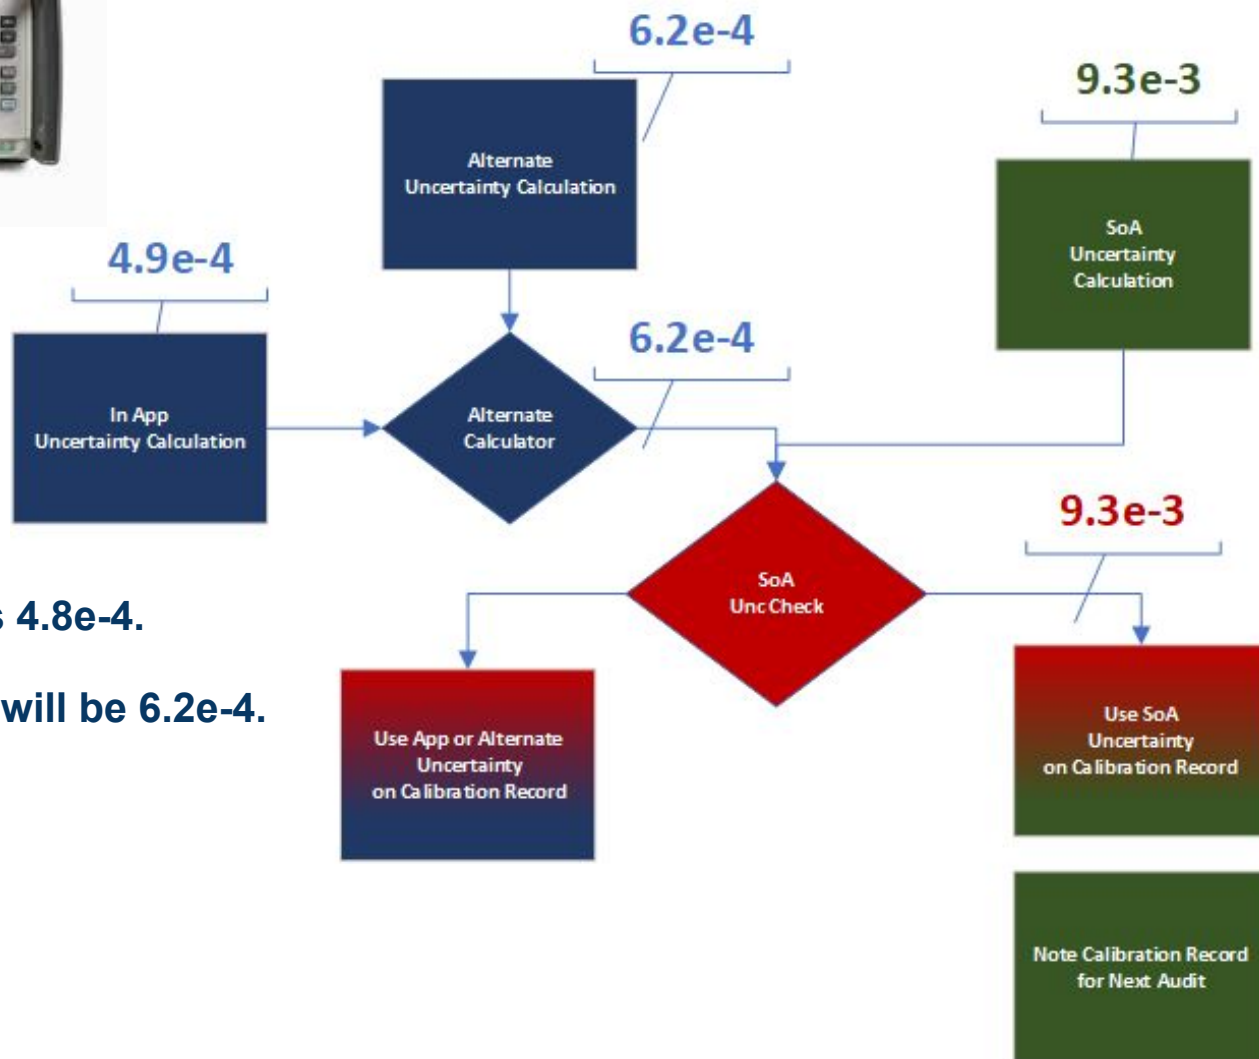 6.2e-4
9.3e-3
Alternate
Uncertainty Calculation
SoA
Uncertainty
Calculation
4.9e-4
6.2e-4
In App
Uncertainty Calculation
Alternate
Calculator
9.3e-3
SoA
Unc Check
4.8e-4.
will be 6.2e-4.
Use App or Alternate
Uncertainty
on Calibration Record
Use SoA
Uncertainty
on Calibration Record
Note Calibration Record
for Next Audit